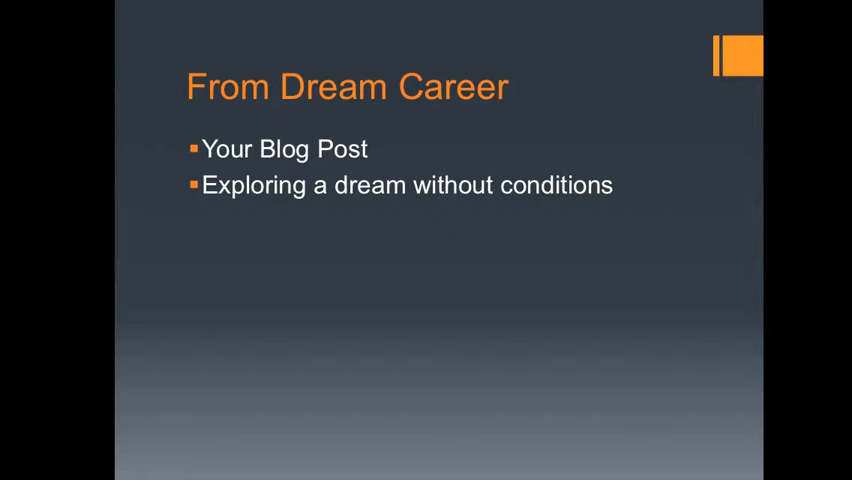 From Dream Career
Your Blog Post
Exploring a dream without conditions